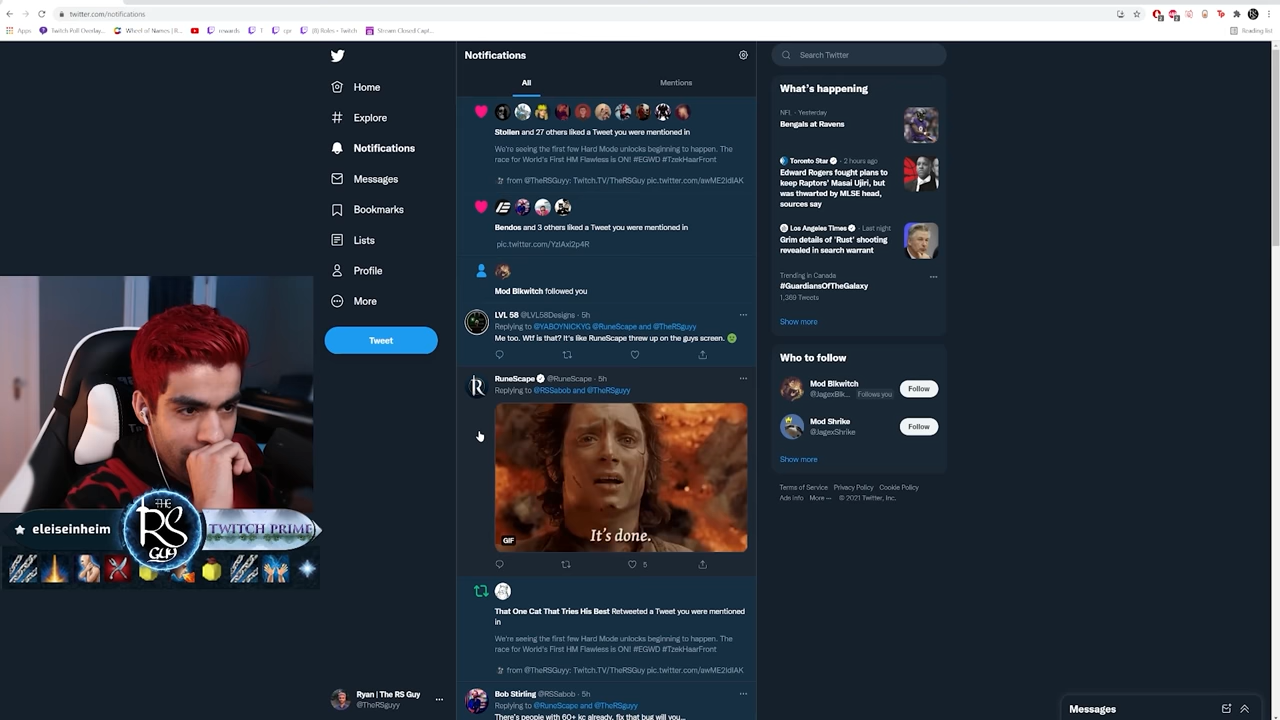 twitter.com/notifications
Apps
Twitch Poll Overlay...
Wheel of Names | R...
rewards
T
cpr
(8) Rufes • Twitch
Stream Closed Capt...
Reading list
Notifications
All
Mentions
Home
Explore
Notifications
Messages
Bookmarks
Lists
Profile
More
Tweet
Stollen and 27 others liked a Tweet you were mentioned in
We're seeing the first few Hard Mode unlocks beginning to happen. The
race for World's First HM Flawless is ON! #EGWD #TzekHaarFront
from @TheRSguyy: Twitch.TV/TheRSGuy pic.twitter.com/awME2IdIAK
Bendos and 3 others liked a Tweet you were mentioned in
pic.twitter.com/YzIAxl2p4R
Mod Blkwitch followed you
LVL 58 @LVL58Designs · 5h
Replying to @YABOYNICKYG @RuneScape and @TheRSguyy
Me too. Wtf is that? It's like RuneScape threw up on the guys screen.
RuneScape @RuneScape · 5h
Replying to @RSSabob and @TheRSguyy
It's done.
GIF
5
That One Cat That Tries His Best Retweeted a Tweet you were mentioned
in
We're seeing the first few Hard Mode unlocks beginning to happen. The
race for World's First HM Flawless is ON! #EGWD #TzekHaarFront
from @TheRSguyy: Twitch.TV/TheRSGuy pic.twitter.com/awME2IdIAK
Bob Stirling @RSSabob · 5h
Replying to @RuneScape and @TheRSguyy
There's people with 60+ kc already, fix that bug will you...
Search Twitter
What's happening
NFL · Yesterday
Bengals at Ravens
Toronto Star · 2 hours ago
Edward Rogers fought plans to
keep Raptors' Masai Ujiri, but
was thwarted by MLSE head,
sources say
Los Angeles Times · Last night
Grim details of 'Rust' shooting
revealed in search warrant
Trending in Canada
#GuardiansOfTheGalaxy
1,369 Tweets
Show more
Who to follow
Mod Blkwitch
@JagexBlk... Follows you
Follow
Mod Shrike
@JagexShrike
Follow
Show more
Terms of Service Privacy Policy Cookie Policy
Ads info More ··· © 2021 Twitter, Inc.
eleiseinheim
THE
RS
GUY
TWITCH PRIME
Ryan | The RS Guy
@TheRSguyy
Messages